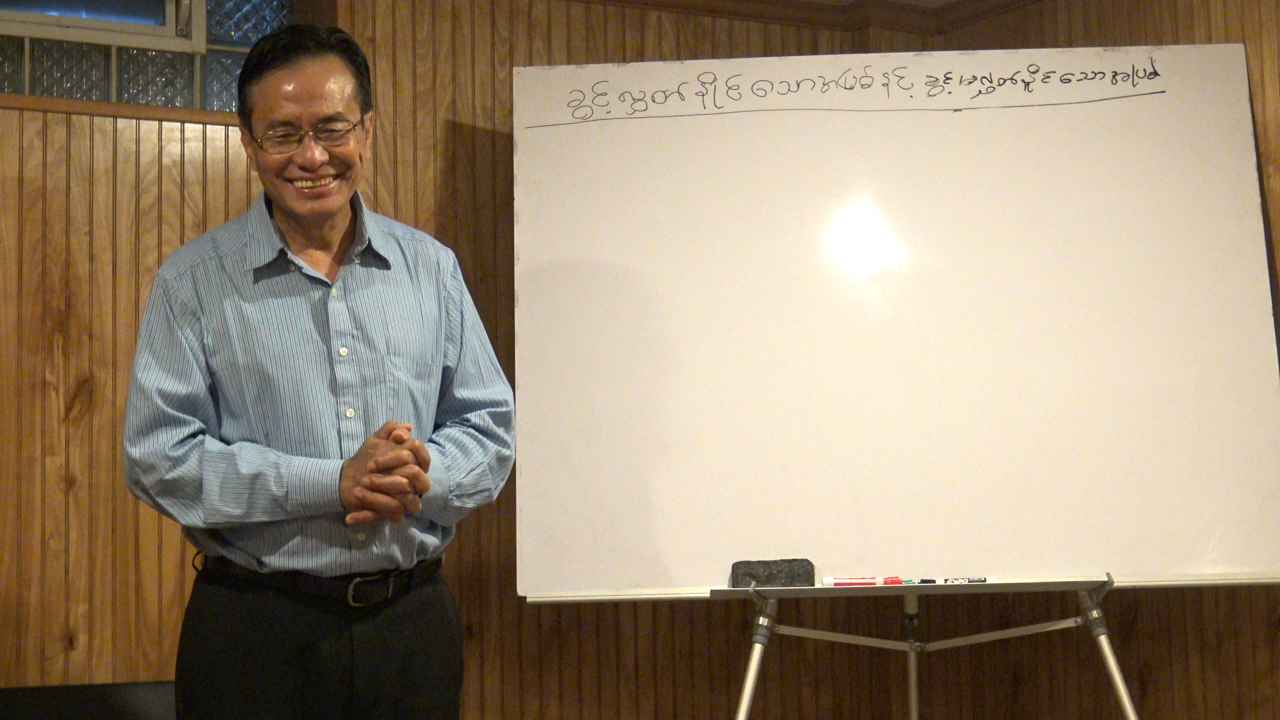 ခွင့်လွှတ်နိုင်သောအပြစ်နှင့် ခွင့်မလွှတ်နိုင်သောအပြစ်
EXPO